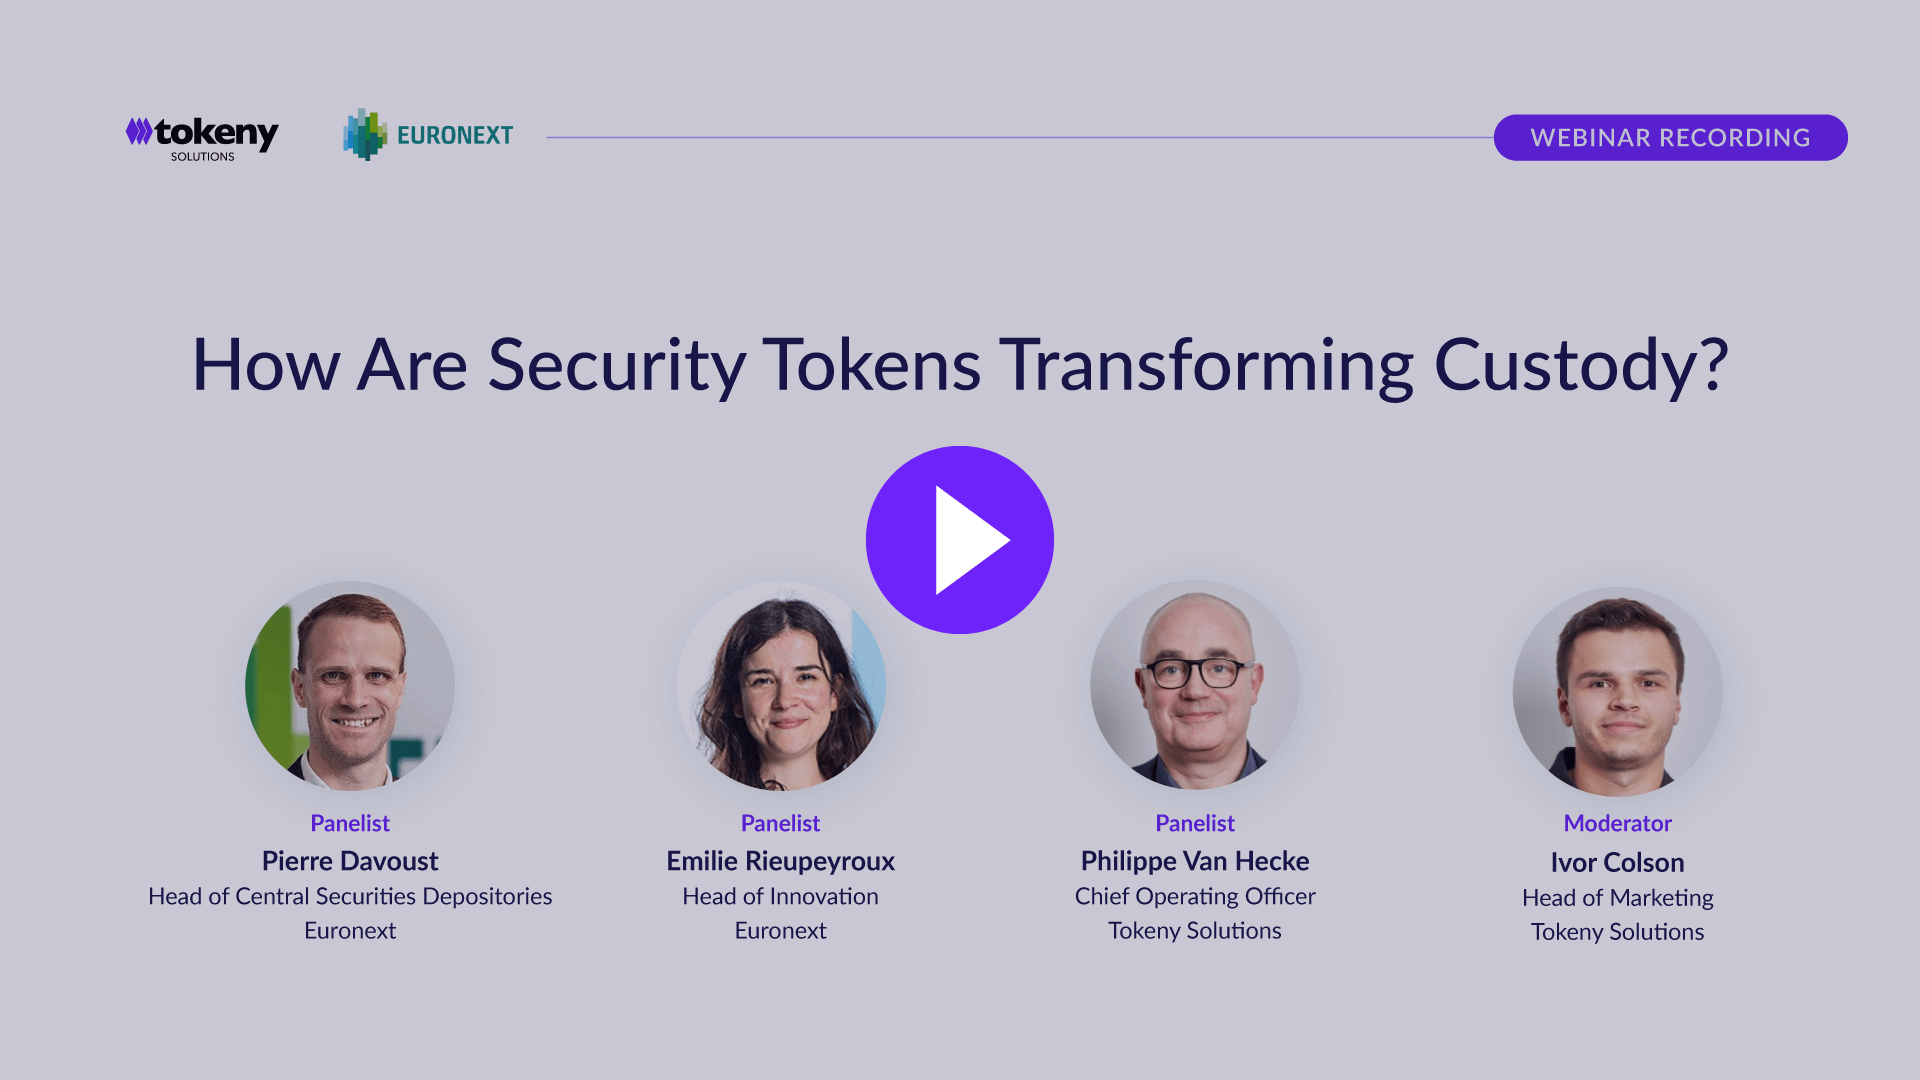 tokeny
SOLUTIONS
EURONEXT
WEBINAR RECORDING
How Are Security Tokens Transforming Custody?
Panelist
Pierre Davoust
Head of Central Securities Depositories
Euronext
Panelist
Emilie Rieupeyroux
Head of Innovation
Euronext
Panelist
Philippe Van Hecke
Chief Operating Officer
Tokeny Solutions
Moderator
Ivor Colson
Head of Marketing
Tokeny Solutions